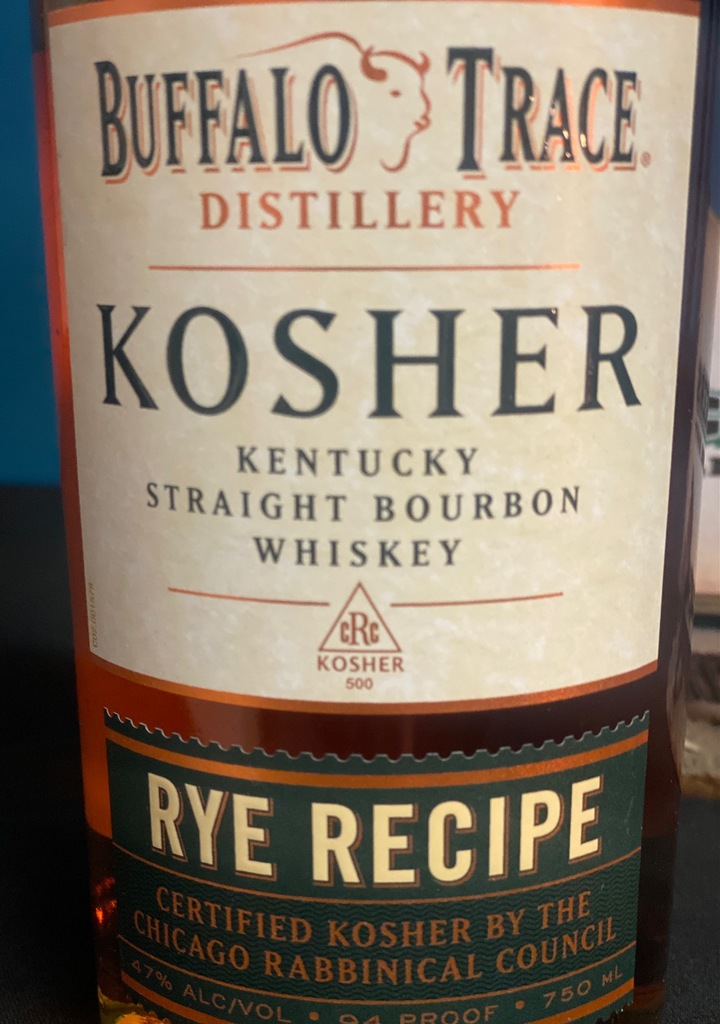 BUFFALO TRACE®
DISTILLERY
KOSHER
KENTUCKY
STRAIGHT BOURBON
WHISKEY
cRc
KOSHER
500
RYE RECIPE
CERTIFIED KOSHER BY THE
CHICAGO RABBINICAL COUNCIL
47% ALC/VOL • 94 PROOF • 750 ML